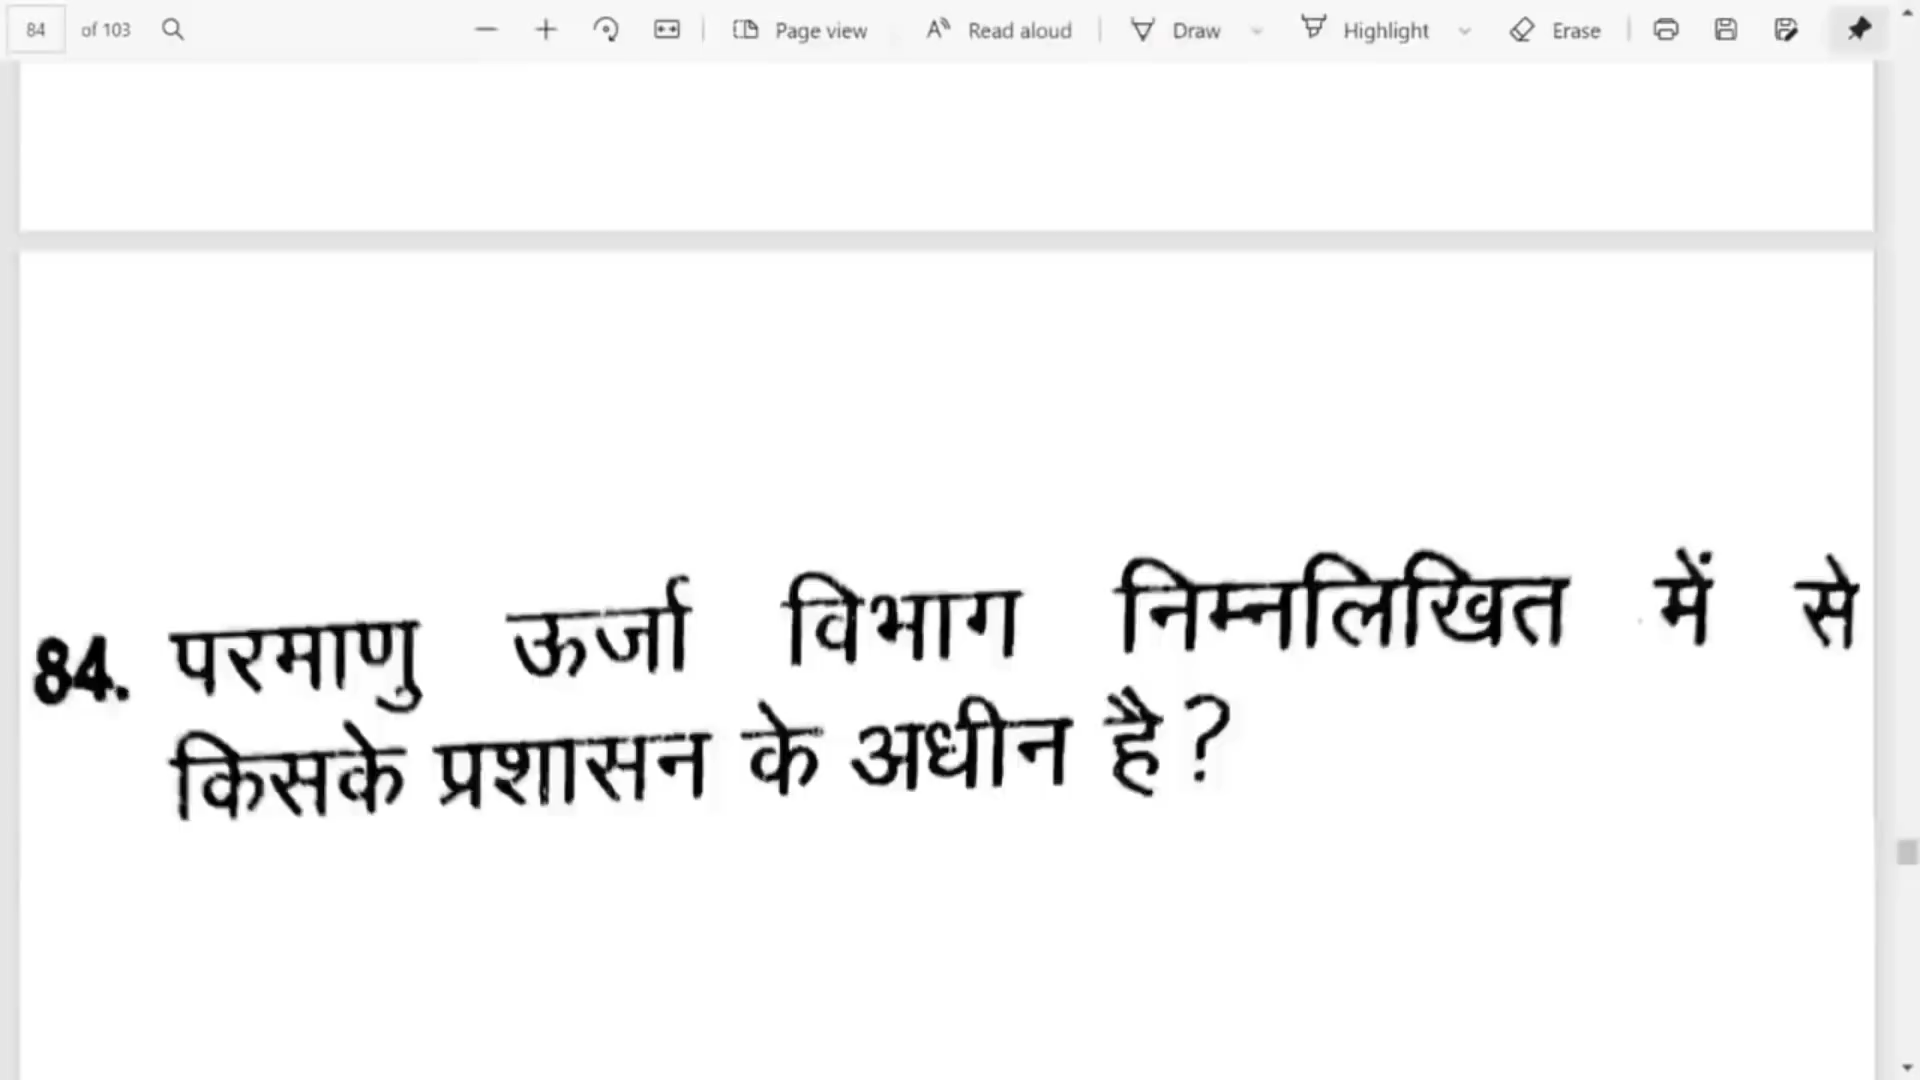 84 of 103 Page view Read aloud Draw Highlight Erase
84. परमाणु ऊर्जा विभाग निम्नलिखित में से
किसके प्रशासन के अधीन है?